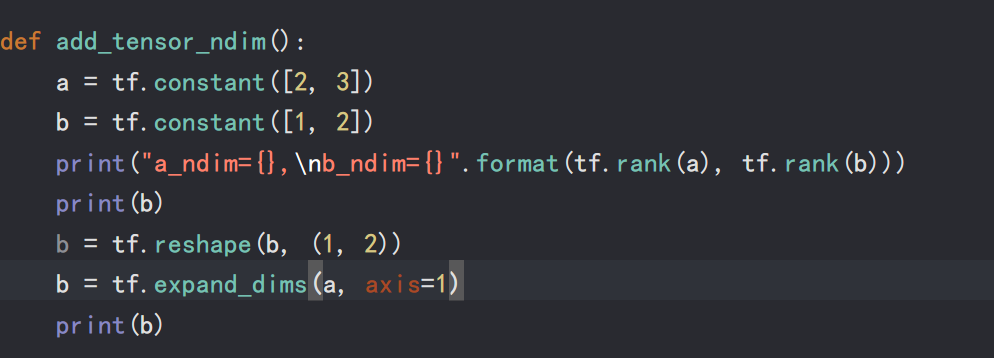 def add_tensor_ndim():
    a = tf.constant([2, 3])
    b = tf.constant([1, 2])
    print("a_ndim={},\nb_ndim={}".format(tf.rank(a), tf.rank(b)))
    print(b)
    b = tf.reshape(b, (1, 2))
    b = tf.expand_dims(a, axis=1)
    print(b)